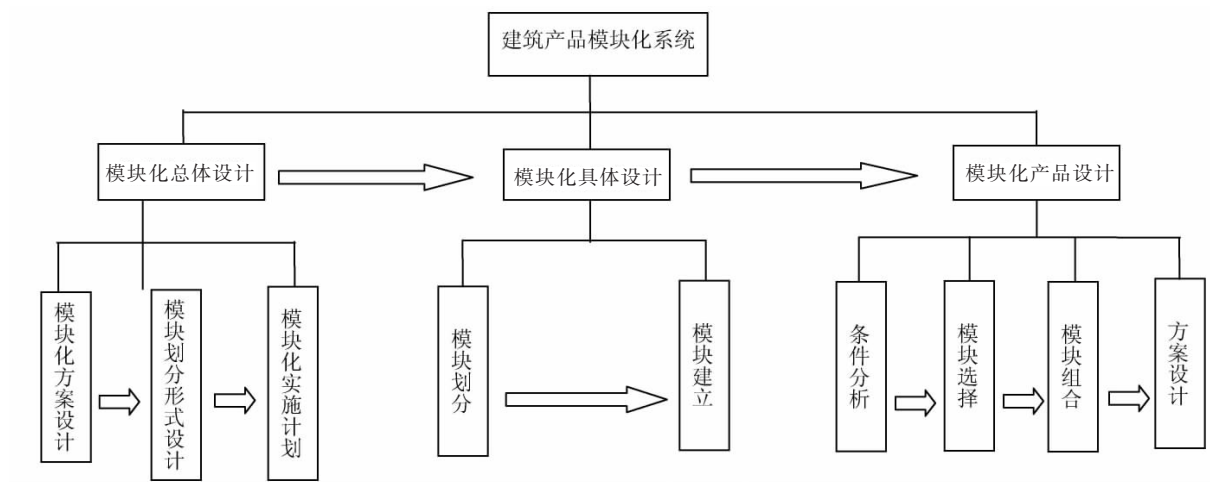 建筑产品模块化系统
模块化总体设计
模块化具体设计
模块化产品设计
模块化方案设计
模块划分形式设计
模块化实施计划
模块划分
模块建立
条件分析
模块选择
模块组合
方案设计